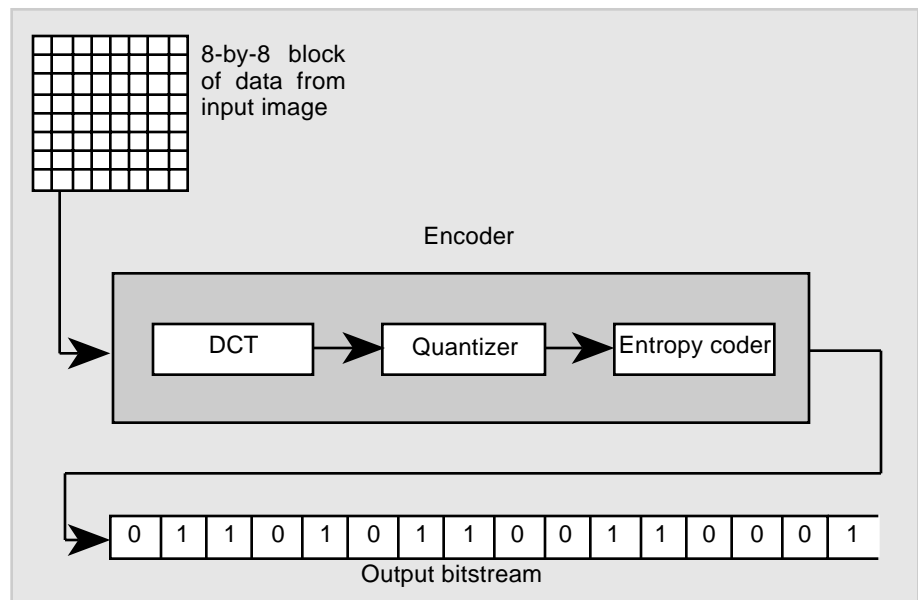 8-by-8 block
of data from
input image
Encoder
DCT
Quantizer
Entropy coder
0 1 1 0 1 0 1 1 0 0 1 1 0 0 0 1
Output bitstream